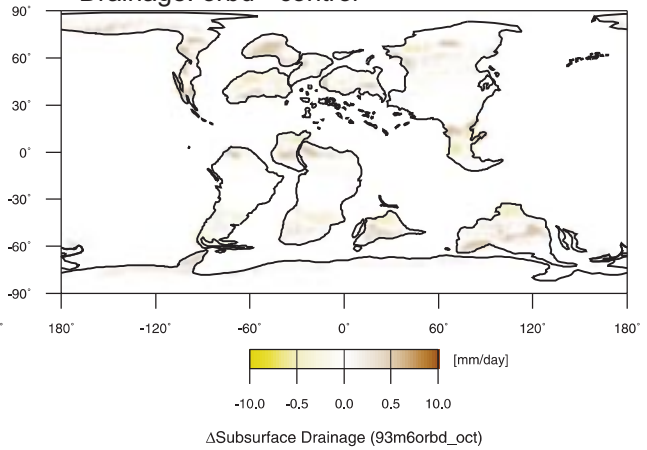 Drainage: orbd - control
90˚
60˚
30˚
0˚
-30˚
-60˚
-90˚
180˚ -120˚ -60˚ 0˚ 60˚ 120˚ 180˚
[mm/day]
-10.0 -0.5 0.0 0.5 10.0
ΔSubsurface Drainage (93m6orbd_oct)